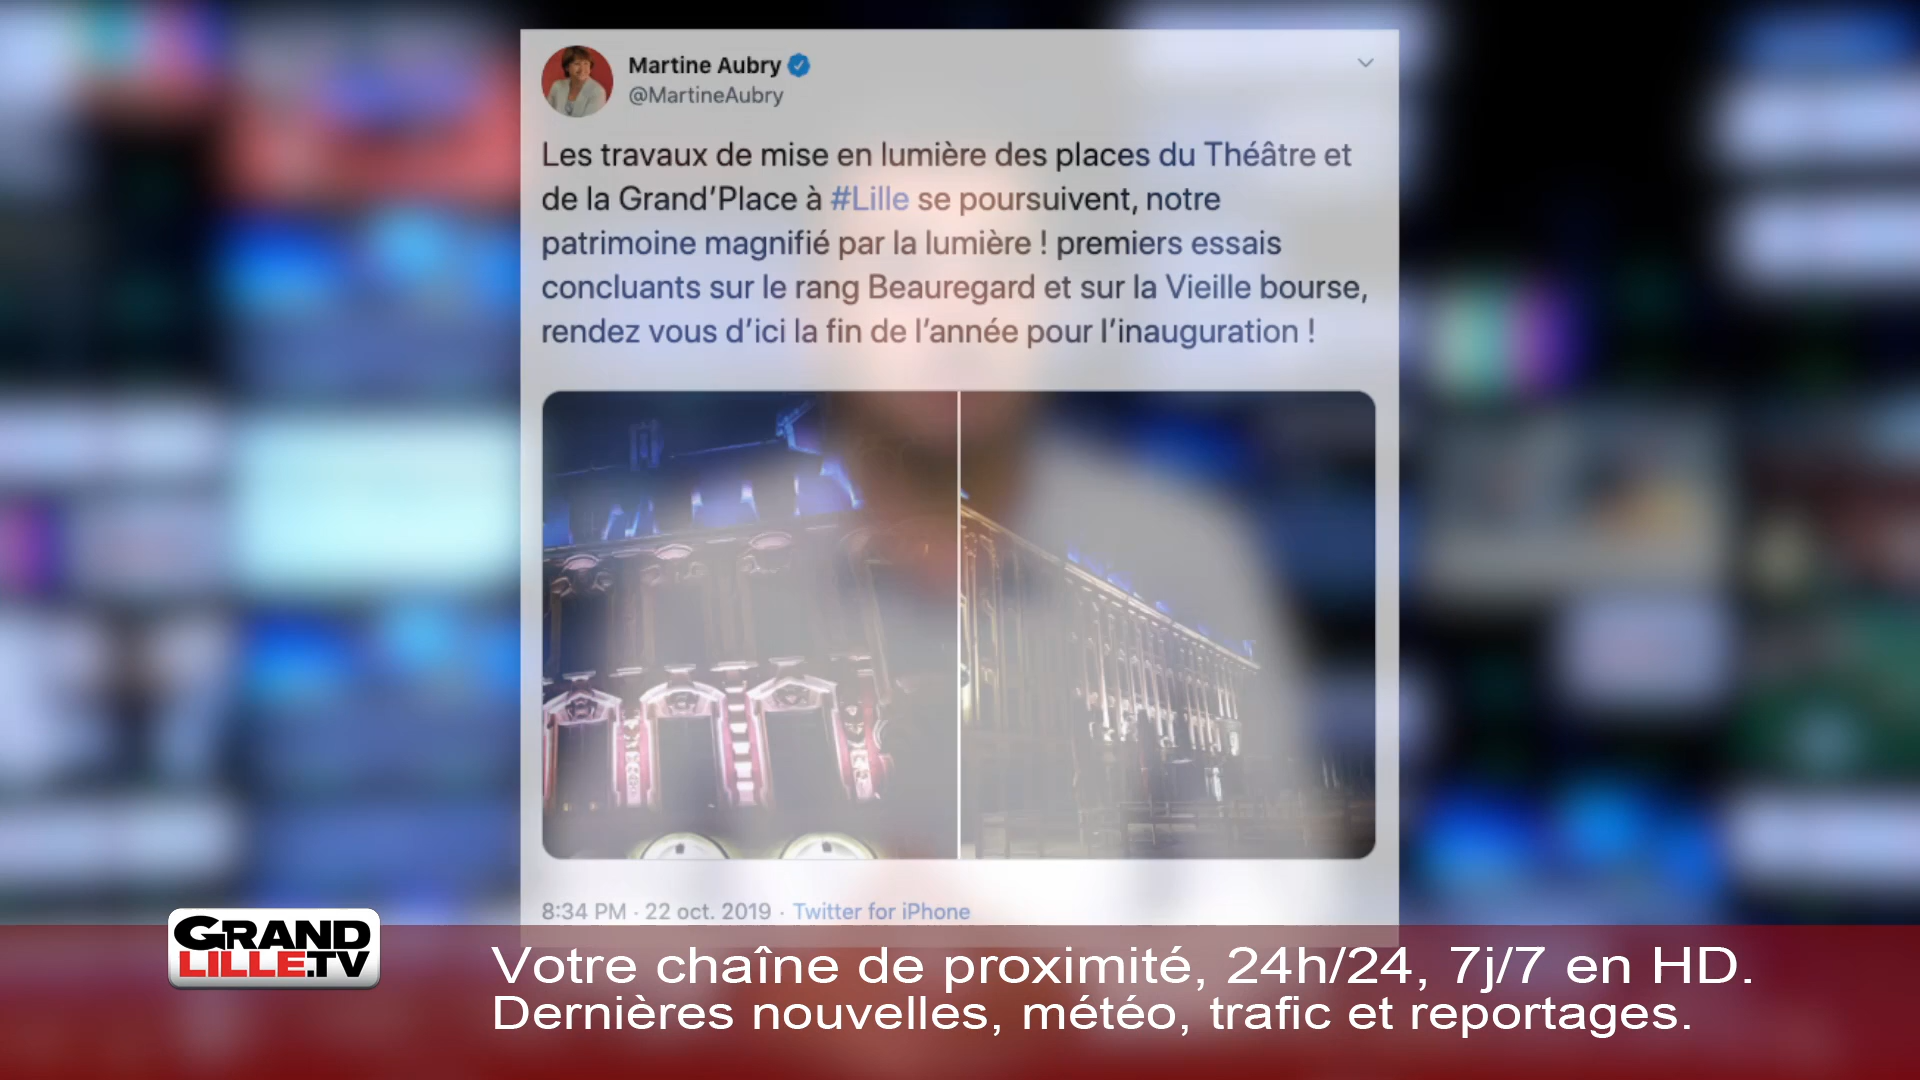 Martine Aubry
@MartineAubry
Les travaux de mise en lumière des places du Théâtre et
de la Grand'Place à #Lille se poursuivent, notre
patrimoine magnifié par la lumière ! premiers essais
concluants sur le rang Beauregard et sur la Vieille bourse,
rendez vous d'ici la fin de l'année pour l'inauguration !
8:34 PM · 22 oct. 2019 · Twitter for iPhone
GRAND
LILLE.TV
Votre chaîne de proximité, 24h/24, 7j/7 en HD.
Dernières nouvelles, météo, trafic et reportages.